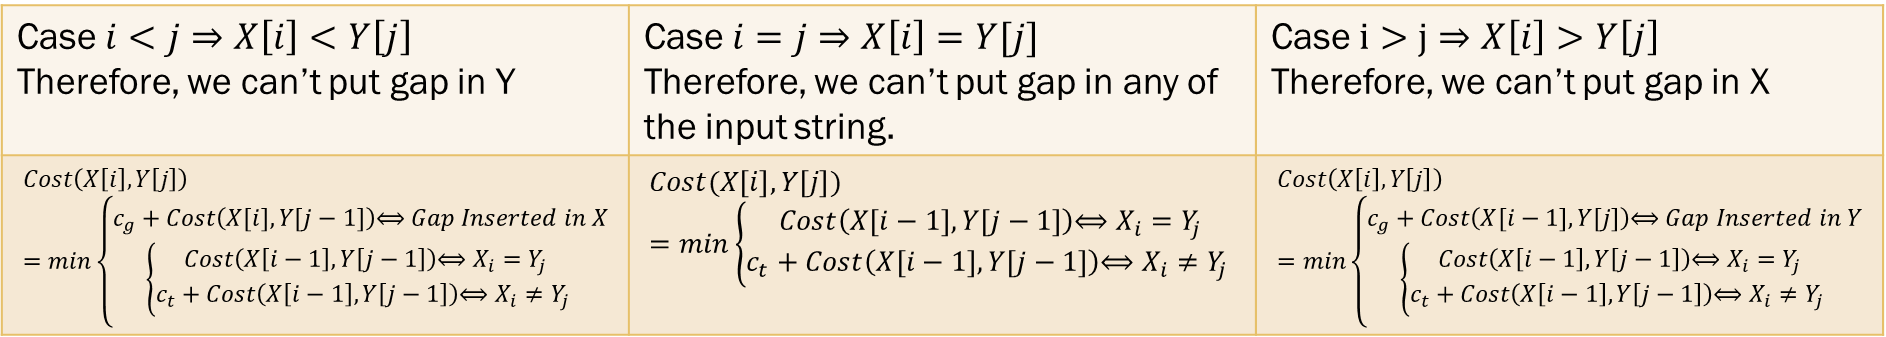 Case i < j ⇒ X[i] < Y[j]
Therefore, we can't put gap in Y
Case i = j ⇒ X[i] = Y[j]
Therefore, we can't put gap in any of
the input string.
Case i > j ⇒ X[i] > Y[j]
Therefore, we can't put gap in X
Cost(X[i],Y[j])
= min { c_g + Cost(X[i],Y[j − 1])⇔ Gap Inserted in X
{ Cost(X[i − 1],Y[j − 1])⇔ X_i = Y_j
c_t + Cost(X[i − 1],Y[j − 1])⇔ X_i ≠ Y_j
Cost(X[i],Y[j])
= min { Cost(X[i − 1],Y[j − 1])⇔ X_i = Y_j
c_t + Cost(X[i − 1],Y[j − 1])⇔ X_i ≠ Y_j
Cost(X[i],Y[j])
= min { c_g + Cost(X[i − 1],Y[j])⇔ Gap Inserted in Y
{ Cost(X[i − 1],Y[j − 1])⇔ X_i = Y_j
c_t + Cost(X[i − 1],Y[j − 1])⇔ X_i ≠ Y_j